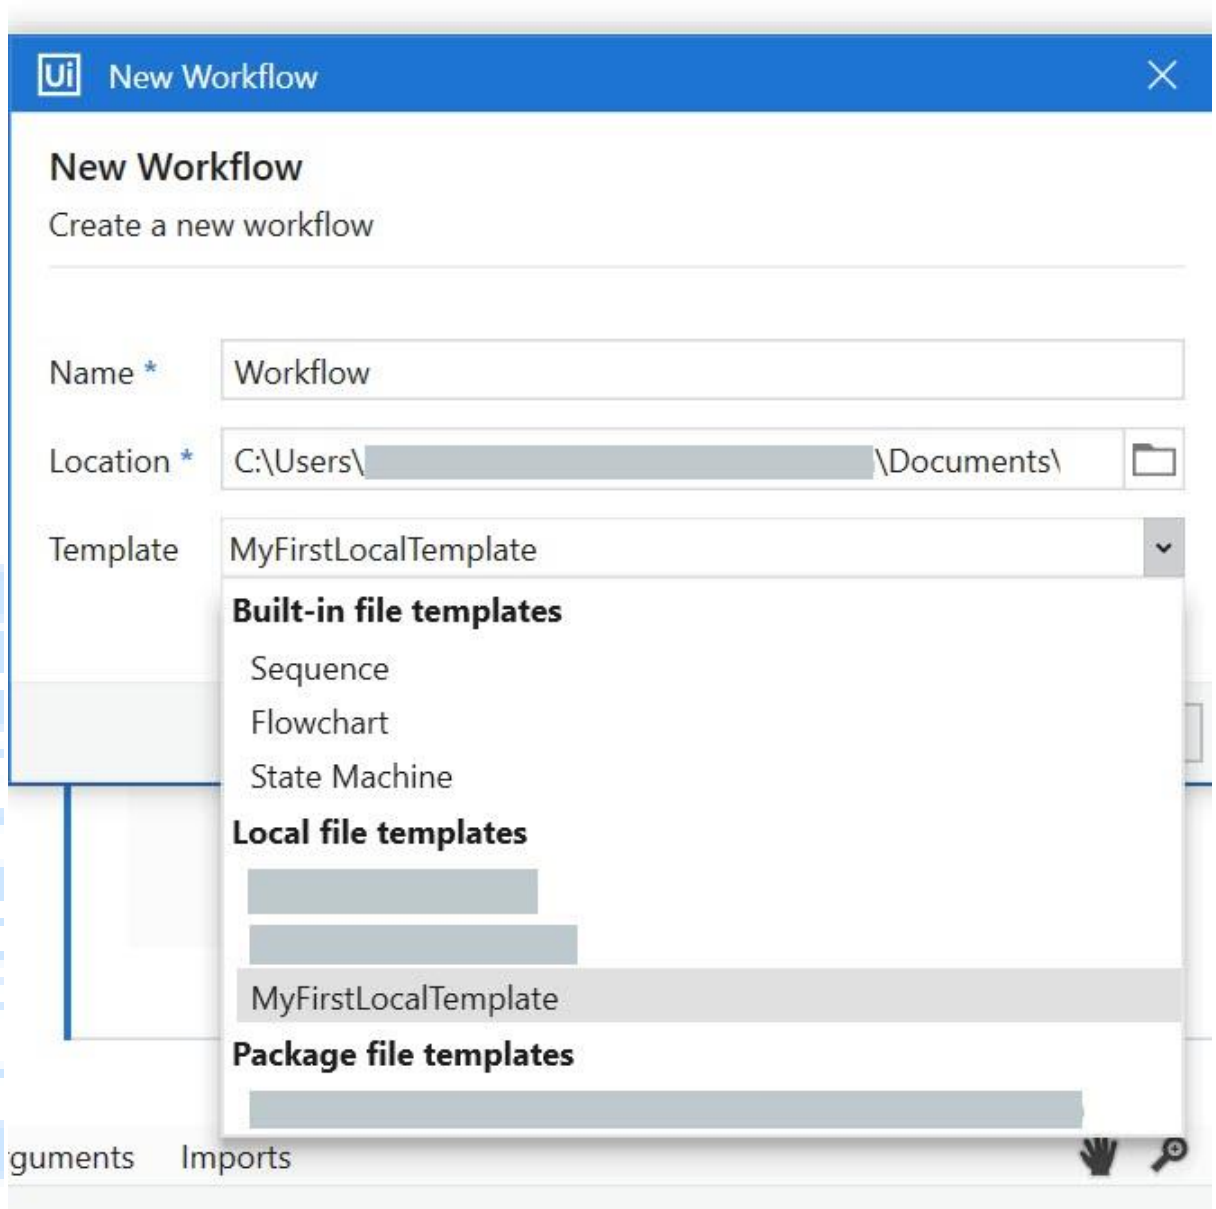 Ui New Workflow
New Workflow
Create a new workflow
Name * Workflow
Location * C:\Users\ \Documents\
Template MyFirstLocalTemplate
Built-in file templates
Sequence
Flowchart
State Machine
Local file templates
MyFirstLocalTemplate
Package file templates
guments Imports